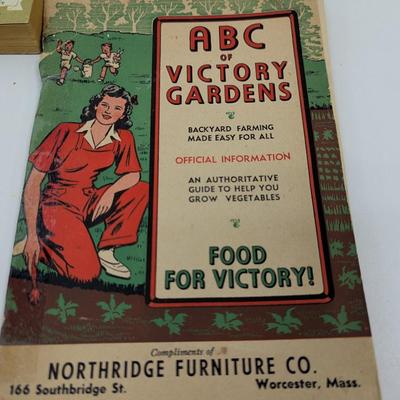 ABC
OF
VICTORY
GARDENS
BACKYARD FARMING
MADE EASY FOR ALL
OFFICIAL INFORMATION
AN AUTHORITATIVE
GUIDE TO HELP YOU
GROW VEGETABLES
FOOD
FOR VICTORY!
Compliments of
NORTHRIDGE FURNITURE CO.
166 Southbridge St. Worcester, Mass.